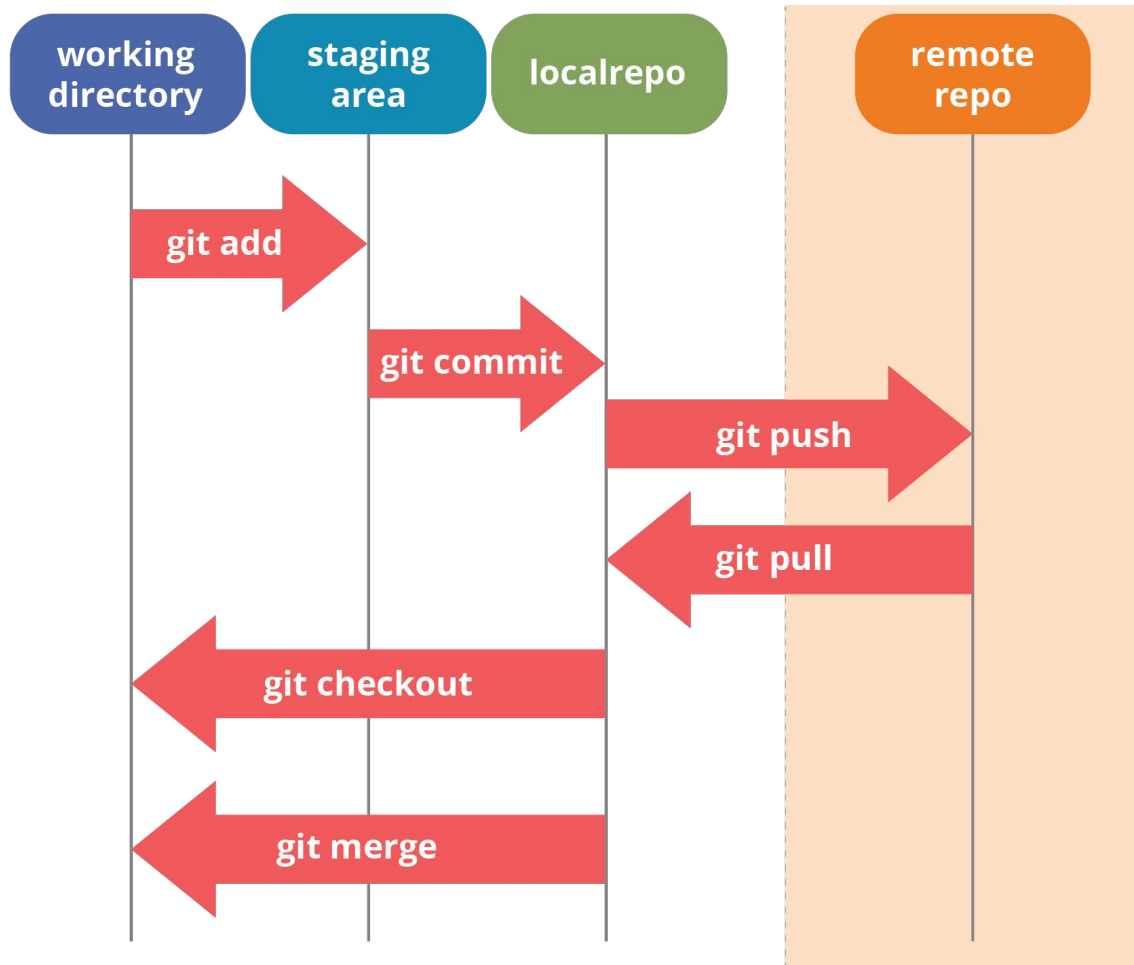 working
directory
staging
area
localrepo
remote
repo
git add
git commit
git push
git pull
git checkout
git merge